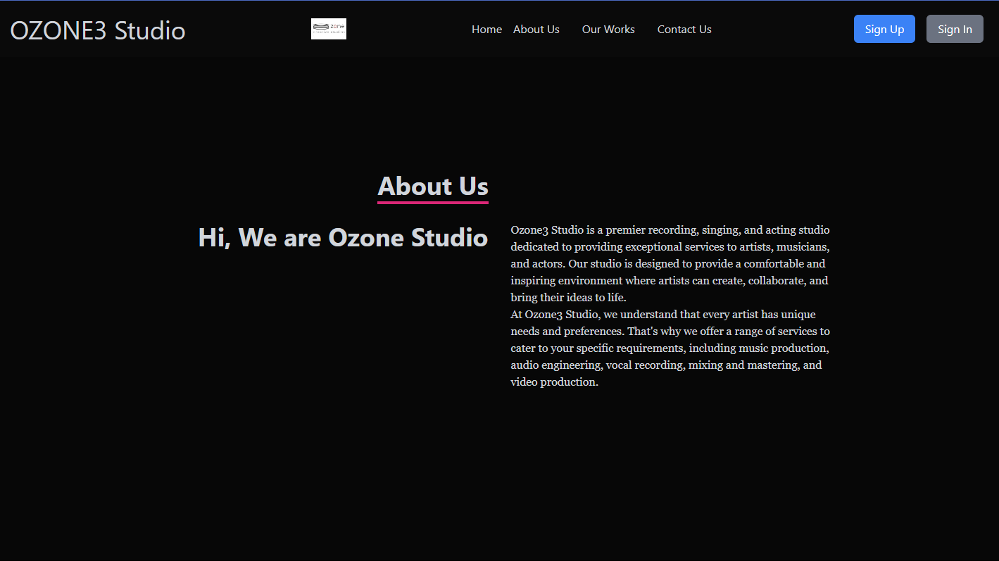 OZONE3 Studio
zone
creative studios
Home About Us Our Works Contact Us
Sign Up Sign In
About Us
Hi, We are Ozone Studio
Ozone3 Studio is a premier recording, singing, and acting studio
dedicated to providing exceptional services to artists, musicians,
and actors. Our studio is designed to provide a comfortable and
inspiring environment where artists can create, collaborate, and
bring their ideas to life.
At Ozone3 Studio, we understand that every artist has unique
needs and preferences. That's why we offer a range of services to
cater to your specific requirements, including music production,
audio engineering, vocal recording, mixing and mastering, and
video production.